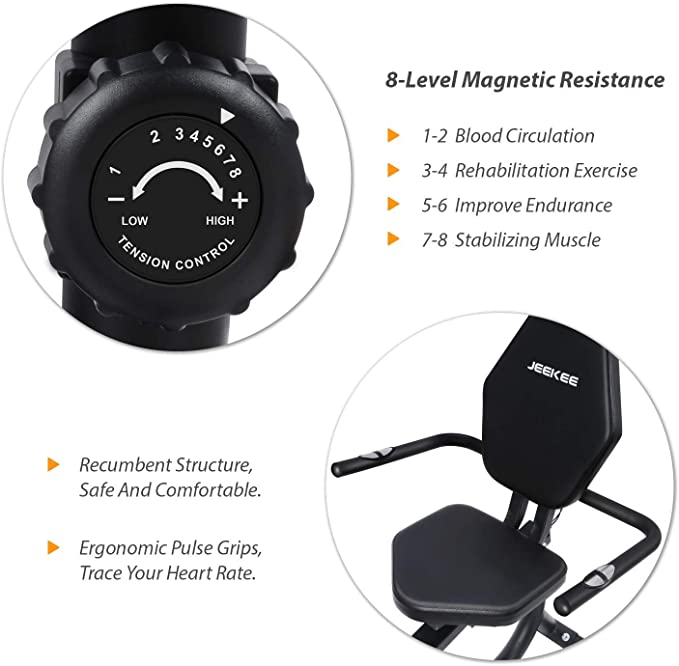 8-Level Magnetic Resistance
1-2 Blood Circulation
3-4 Rehabilitation Exercise
5-6 Improve Endurance
7-8 Stabilizing Muscle
1 2 3 4 5 6 7 8
− +
LOW HIGH
TENSION CONTROL
JEEKEE
Recumbent Structure,
Safe And Comfortable.
Ergonomic Pulse Grips,
Trace Your Heart Rate.